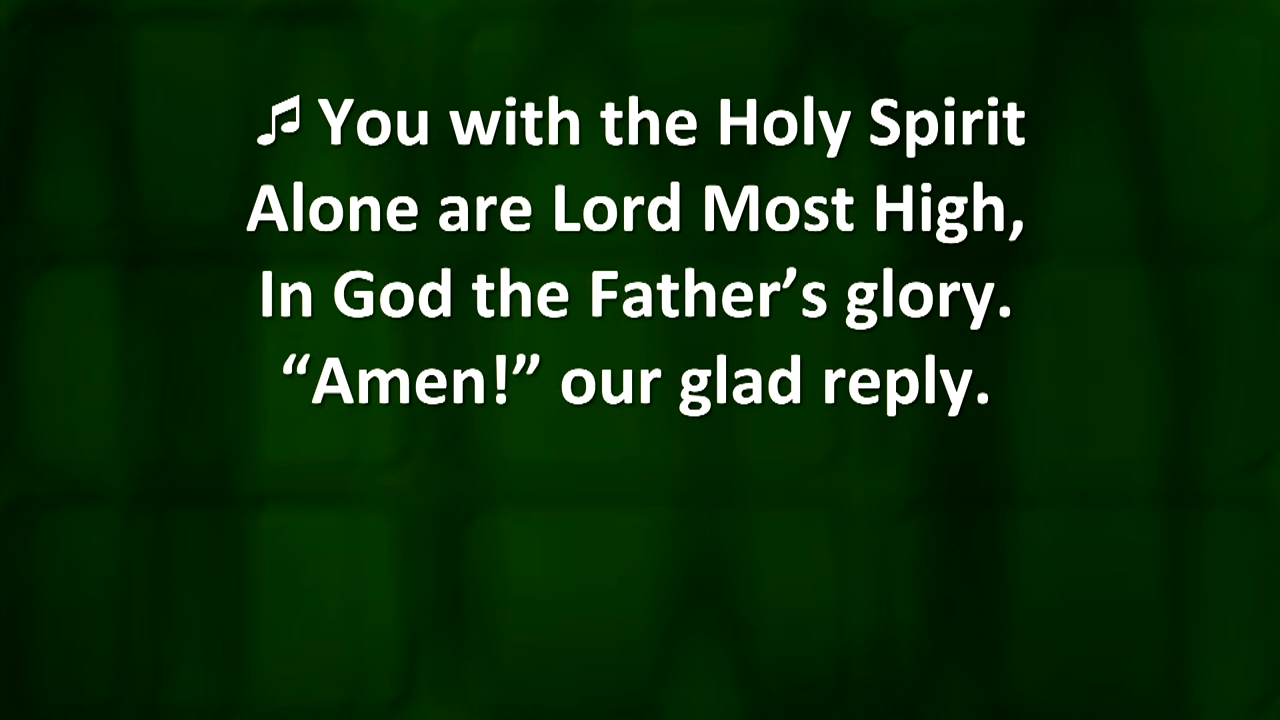 ♫ You with the Holy Spirit
Alone are Lord Most High,
In God the Father’s glory.
“Amen!” our glad reply.